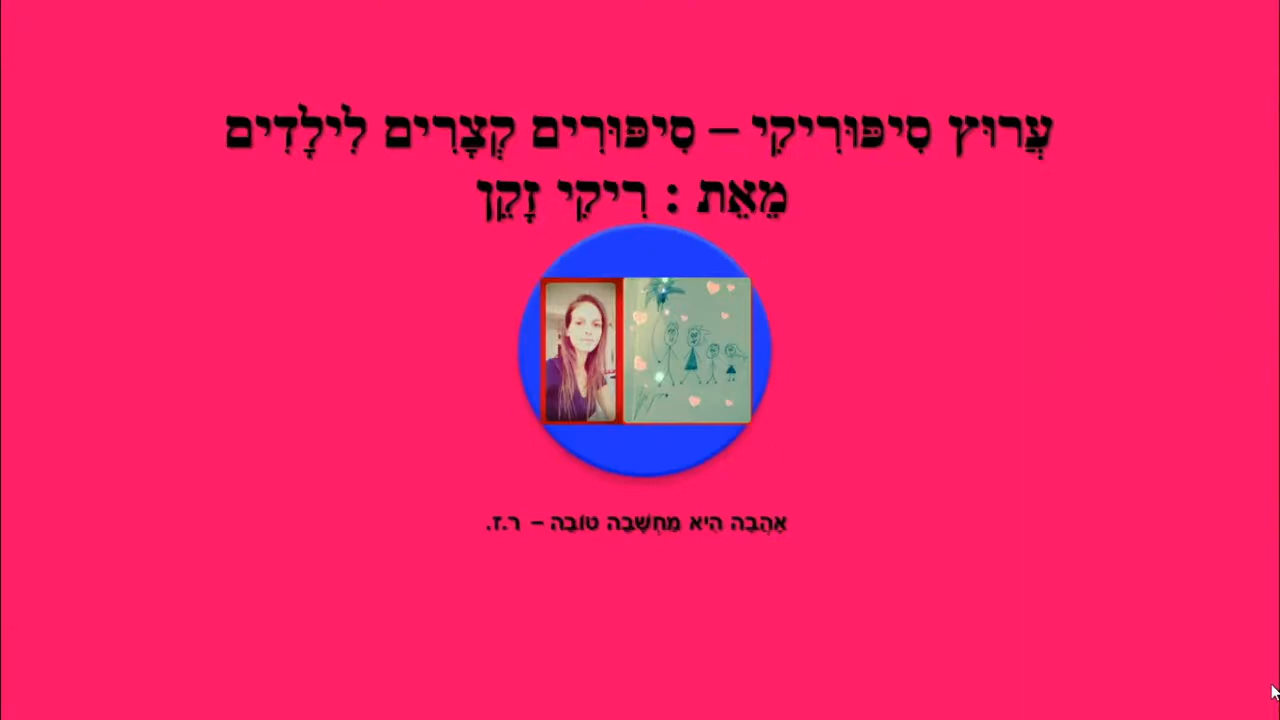 עֲרוּץ סִיפּוּרִיקִי – סִיפּוּרִים קְצָרִים לִילָדִים
מֵאֵת : רִיקִי זָקֵן
אַהֲבַה הִיא מַחְשָׁבַה טוֹבַה – ר.ז.